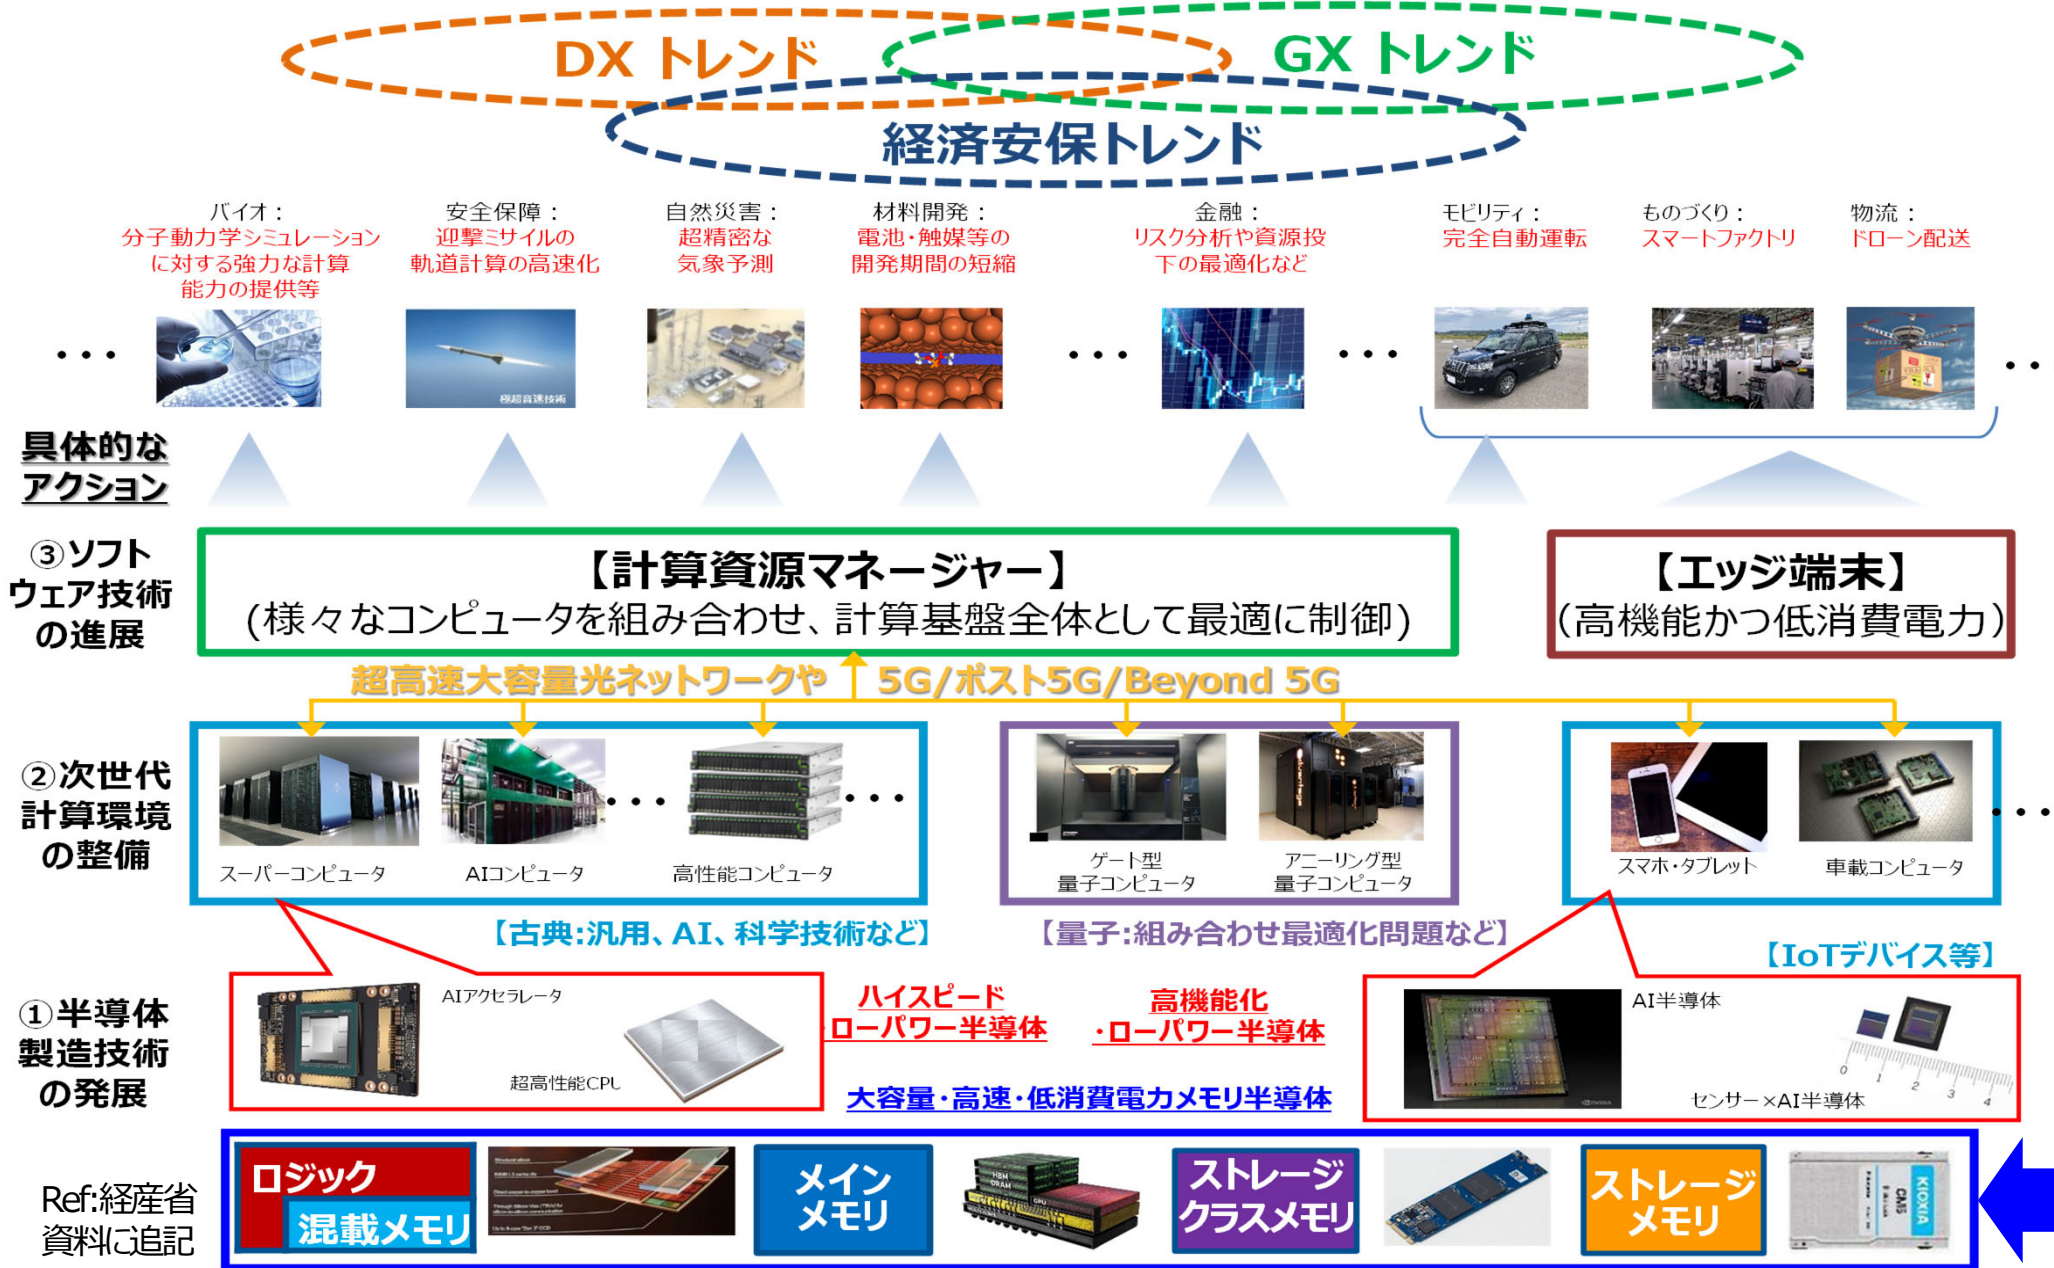 DX トレンド
GX トレンド
経済安保トレンド
バイオ：
分子動力学シミュレーション
に対する強力な計算
能力の提供等
安全保障：
迎撃ミサイルの
軌道計算の高速化
自然災害：
超精密な
気象予測
材料開発：
電池・触媒等の
開発期間の短縮
金融：
リスク分析や資源投
下の最適化など
モビリティ：
完全自動運転
ものづくり：
スマートファクトリ
物流：
ドローン配送
・・・
極超音速技術
・・・
・・・
・・
具体的な
アクション
③ソフト
ウェア技術
の進展
【計算資源マネージャー】
(様々なコンピュータを組み合わせ、計算基盤全体として最適に制御)
【エッジ端末】
(高機能かつ低消費電力)
超高速大容量光ネットワークや 5G/ポスト5G/Beyond 5G
②次世代
計算環境
の整備
スーパーコンピュータ
AIコンピュータ
・・・
高性能コンピュータ
・・・
ゲート型
量子コンピュータ
アニーリング型
量子コンピュータ
スマホ・タブレット
車載コンピュータ
・・・
【古典:汎用、AI、科学技術など】
【量子:組み合わせ最適化問題など】
【IoTデバイス等】
①半導体
製造技術
の発展
AIアクセラレータ
超高性能CPU
ハイスピード
・ローパワー半導体
高機能化
・ローパワー半導体
大容量・高速・低消費電力メモリ半導体
AI半導体
センサー×AI半導体
0 1 2 3 4
Ref:経産省
資料に追記
ロジック
混載メモリ
Structural silicon
メイン
メモリ
HBM
DRAM
GPU
ストレージ
クラスメモリ
ストレージ
メモリ
KIOXIA